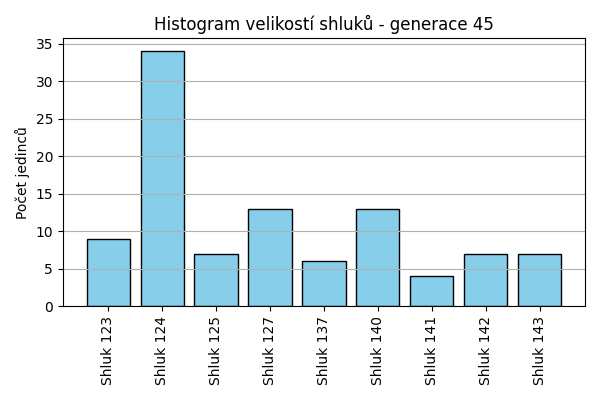 Histogram velikostí shluků - generace 45
Počet jedinců
35
30
25
20
15
10
5
0
Shluk 123
Shluk 124
Shluk 125
Shluk 127
Shluk 137
Shluk 140
Shluk 141
Shluk 142
Shluk 143